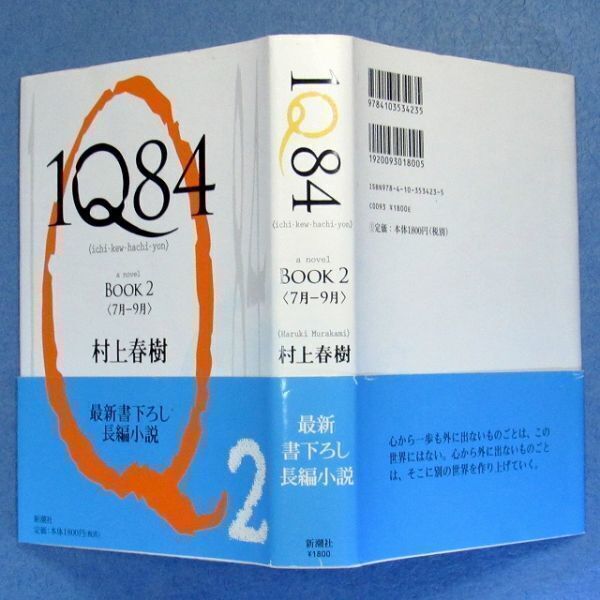 1Q84
(ichi-kew-hachi-yon)
a novel
BOOK 2
〈7月－9月〉
村上春樹
最新書下ろし
長編小説
2
新潮社
定価:本体1800円(税別)
1Q84
(ichi-kew-hachi-yon)
a novel
BOOK 2
〈7月－9月〉
(Haruki Murakami)
村上春樹
最新
書下ろし
長編小説
新潮社
¥1800
9784103534235
1920093018005
ISBN978-4-10-353423-5
C0093 ¥1800E
定価:本体1800円(税別)
心から一歩も外に出ないものごとは、この
世界にはない。心から外に出ないものごと
は、そこに別の世界を作り上げていく。